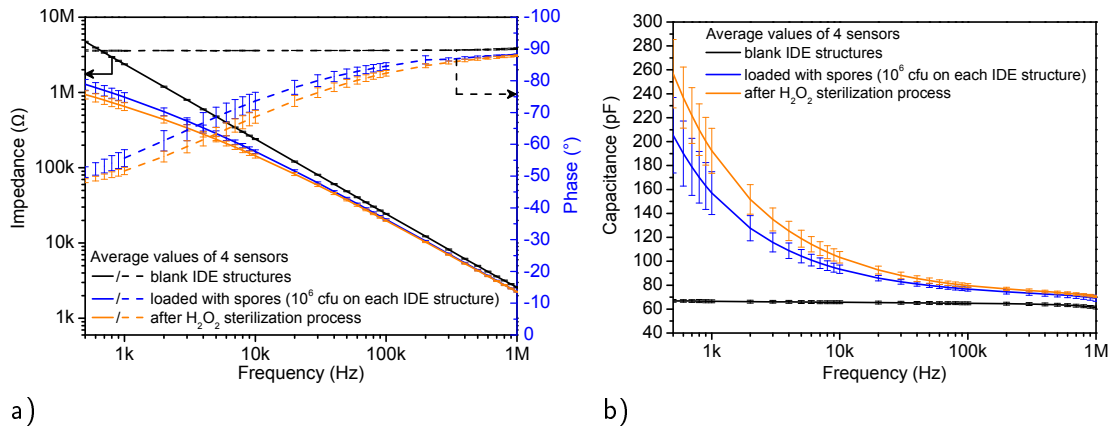 10M
1M
100k
10k
1k
Impedance (Ω)
-100
-90
-80
-70
-60
-50
-40
-30
-20
-10
0
Phase (°)
Average values of 4 sensors
/ blank IDE structures
/ loaded with spores (10⁶ cfu on each IDE structure)
/ after H₂O₂ sterilization process
1k 10k 100k 1M
Frequency (Hz)
a)
300
280
260
240
220
200
180
160
140
120
100
80
60
40
Capacitance (pF)
Average values of 4 sensors
blank IDE structures
loaded with spores (10⁶ cfu on each IDE structure)
after H₂O₂ sterilization process
1k 10k 100k 1M
Frequency (Hz)
b)